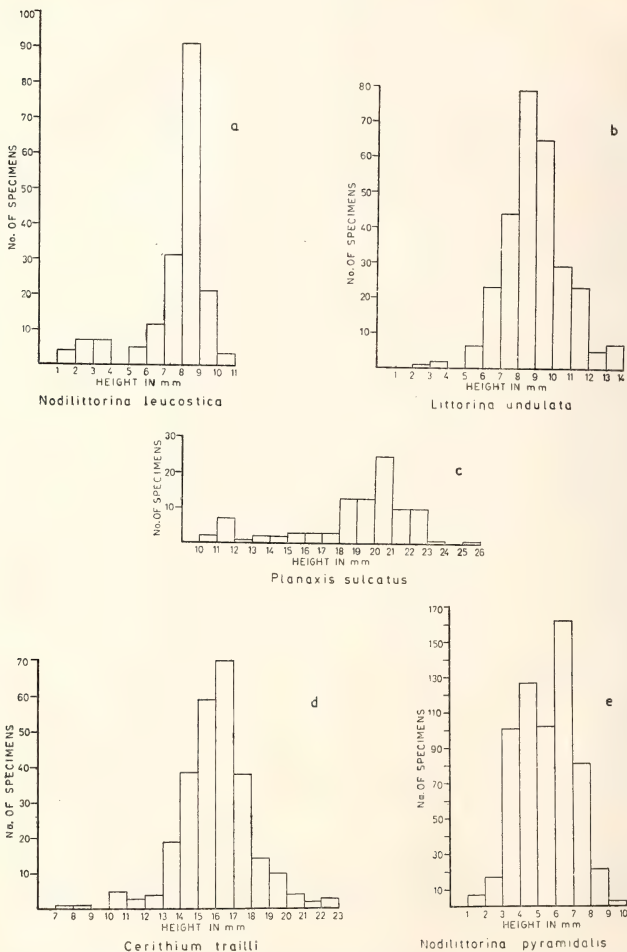 100
90
80
70
60
50
40
30
20
10
No. OF SPECIMENS
a
1 2 3 4 5 6 7 8 9 10 11
HEIGHT IN mm
Nodilittorina leucostica
80
70
60
50
40
30
20
10
No. OF SPECIMENS
b
1 2 3 4 5 6 7 8 9 10 11 12 13 14
HEIGHT IN mm
Littorina undulata
30
20
10
No. OF SPECIMENS
c
10 11 12 13 14 15 16 17 18 19 20 21 22 23 24 25 26
HEIGHT IN mm
Planaxis sulcatus
70
60
50
40
30
20
10
No. OF SPECIMENS
d
7 8 9 10 11 12 13 14 15 16 17 18 19 20 21 22 23
HEIGHT IN mm
Cerithium trailli
170
150
130
110
90
70
50
30
10
No. OF SPECIMENS
e
1 2 3 4 5 6 7 8 9 10
HEIGHT IN mm
Nodilittorina pyramidalis